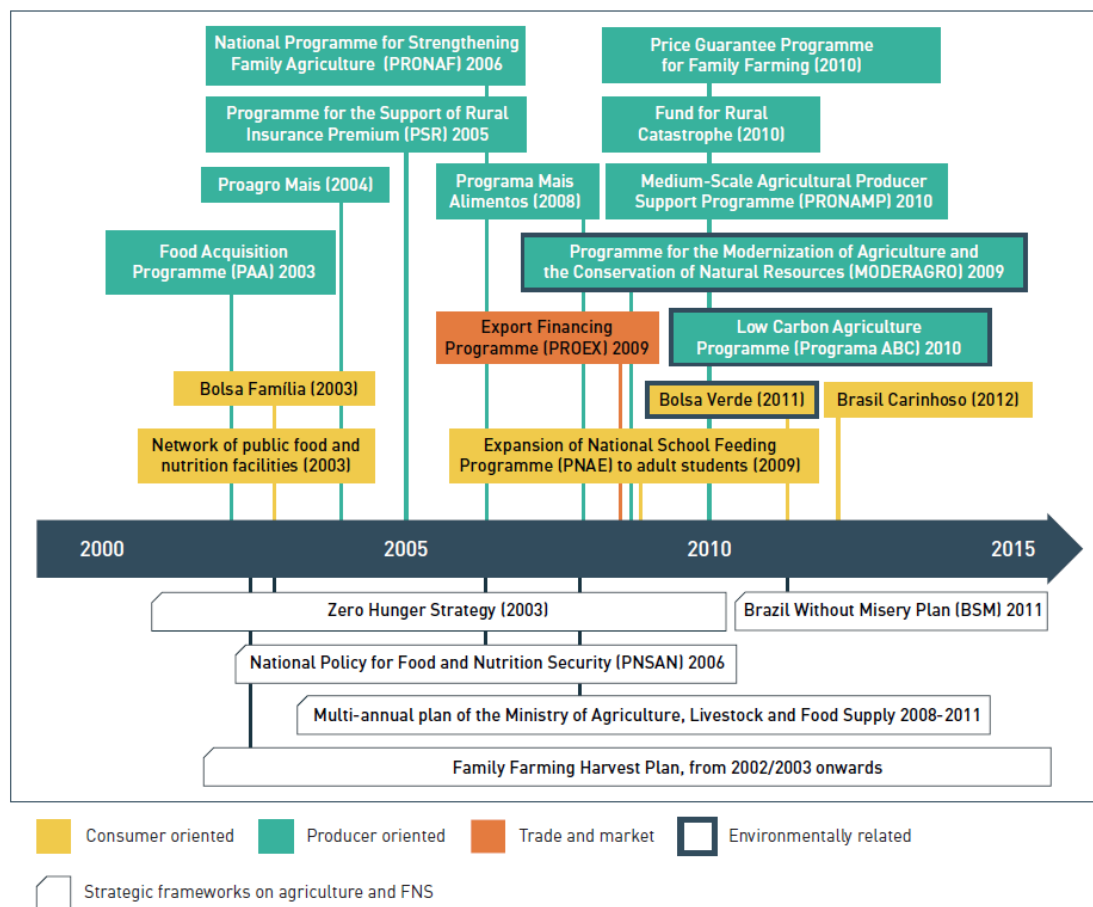 National Programme for Strengthening
Family Agriculture (PRONAF) 2006
Price Guarantee Programme
for Family Farming (2010)
Programme for the Support of Rural
Insurance Premium (PSR) 2005
Fund for Rural
Catastrophe (2010)
Proagro Mais (2004)
Programa Mais
Alimentos (2008)
Medium-Scale Agricultural Producer
Support Programme (PRONAMP) 2010
Food Acquisition
Programme (PAA) 2003
Programme for the Modernization of Agriculture and
the Conservation of Natural Resources (MODERAGRO) 2009
Export Financing
Programme (PROEX) 2009
Low Carbon Agriculture
Programme (Programa ABC) 2010
Bolsa Família (2003)
Bolsa Verde (2011)
Brasil Carinhoso (2012)
Network of public food and
nutrition facilities (2003)
Expansion of National School Feeding
Programme (PNAE) to adult students (2009)
2000 2005 2010 2015
Zero Hunger Strategy (2003)
Brazil Without Misery Plan (BSM) 2011
National Policy for Food and Nutrition Security (PNSAN) 2006
Multi-annual plan of the Ministry of Agriculture, Livestock and Food Supply 2008-2011
Family Farming Harvest Plan, from 2002/2003 onwards
Consumer oriented
Producer oriented
Trade and market
Environmentally related
Strategic frameworks on agriculture and FNS